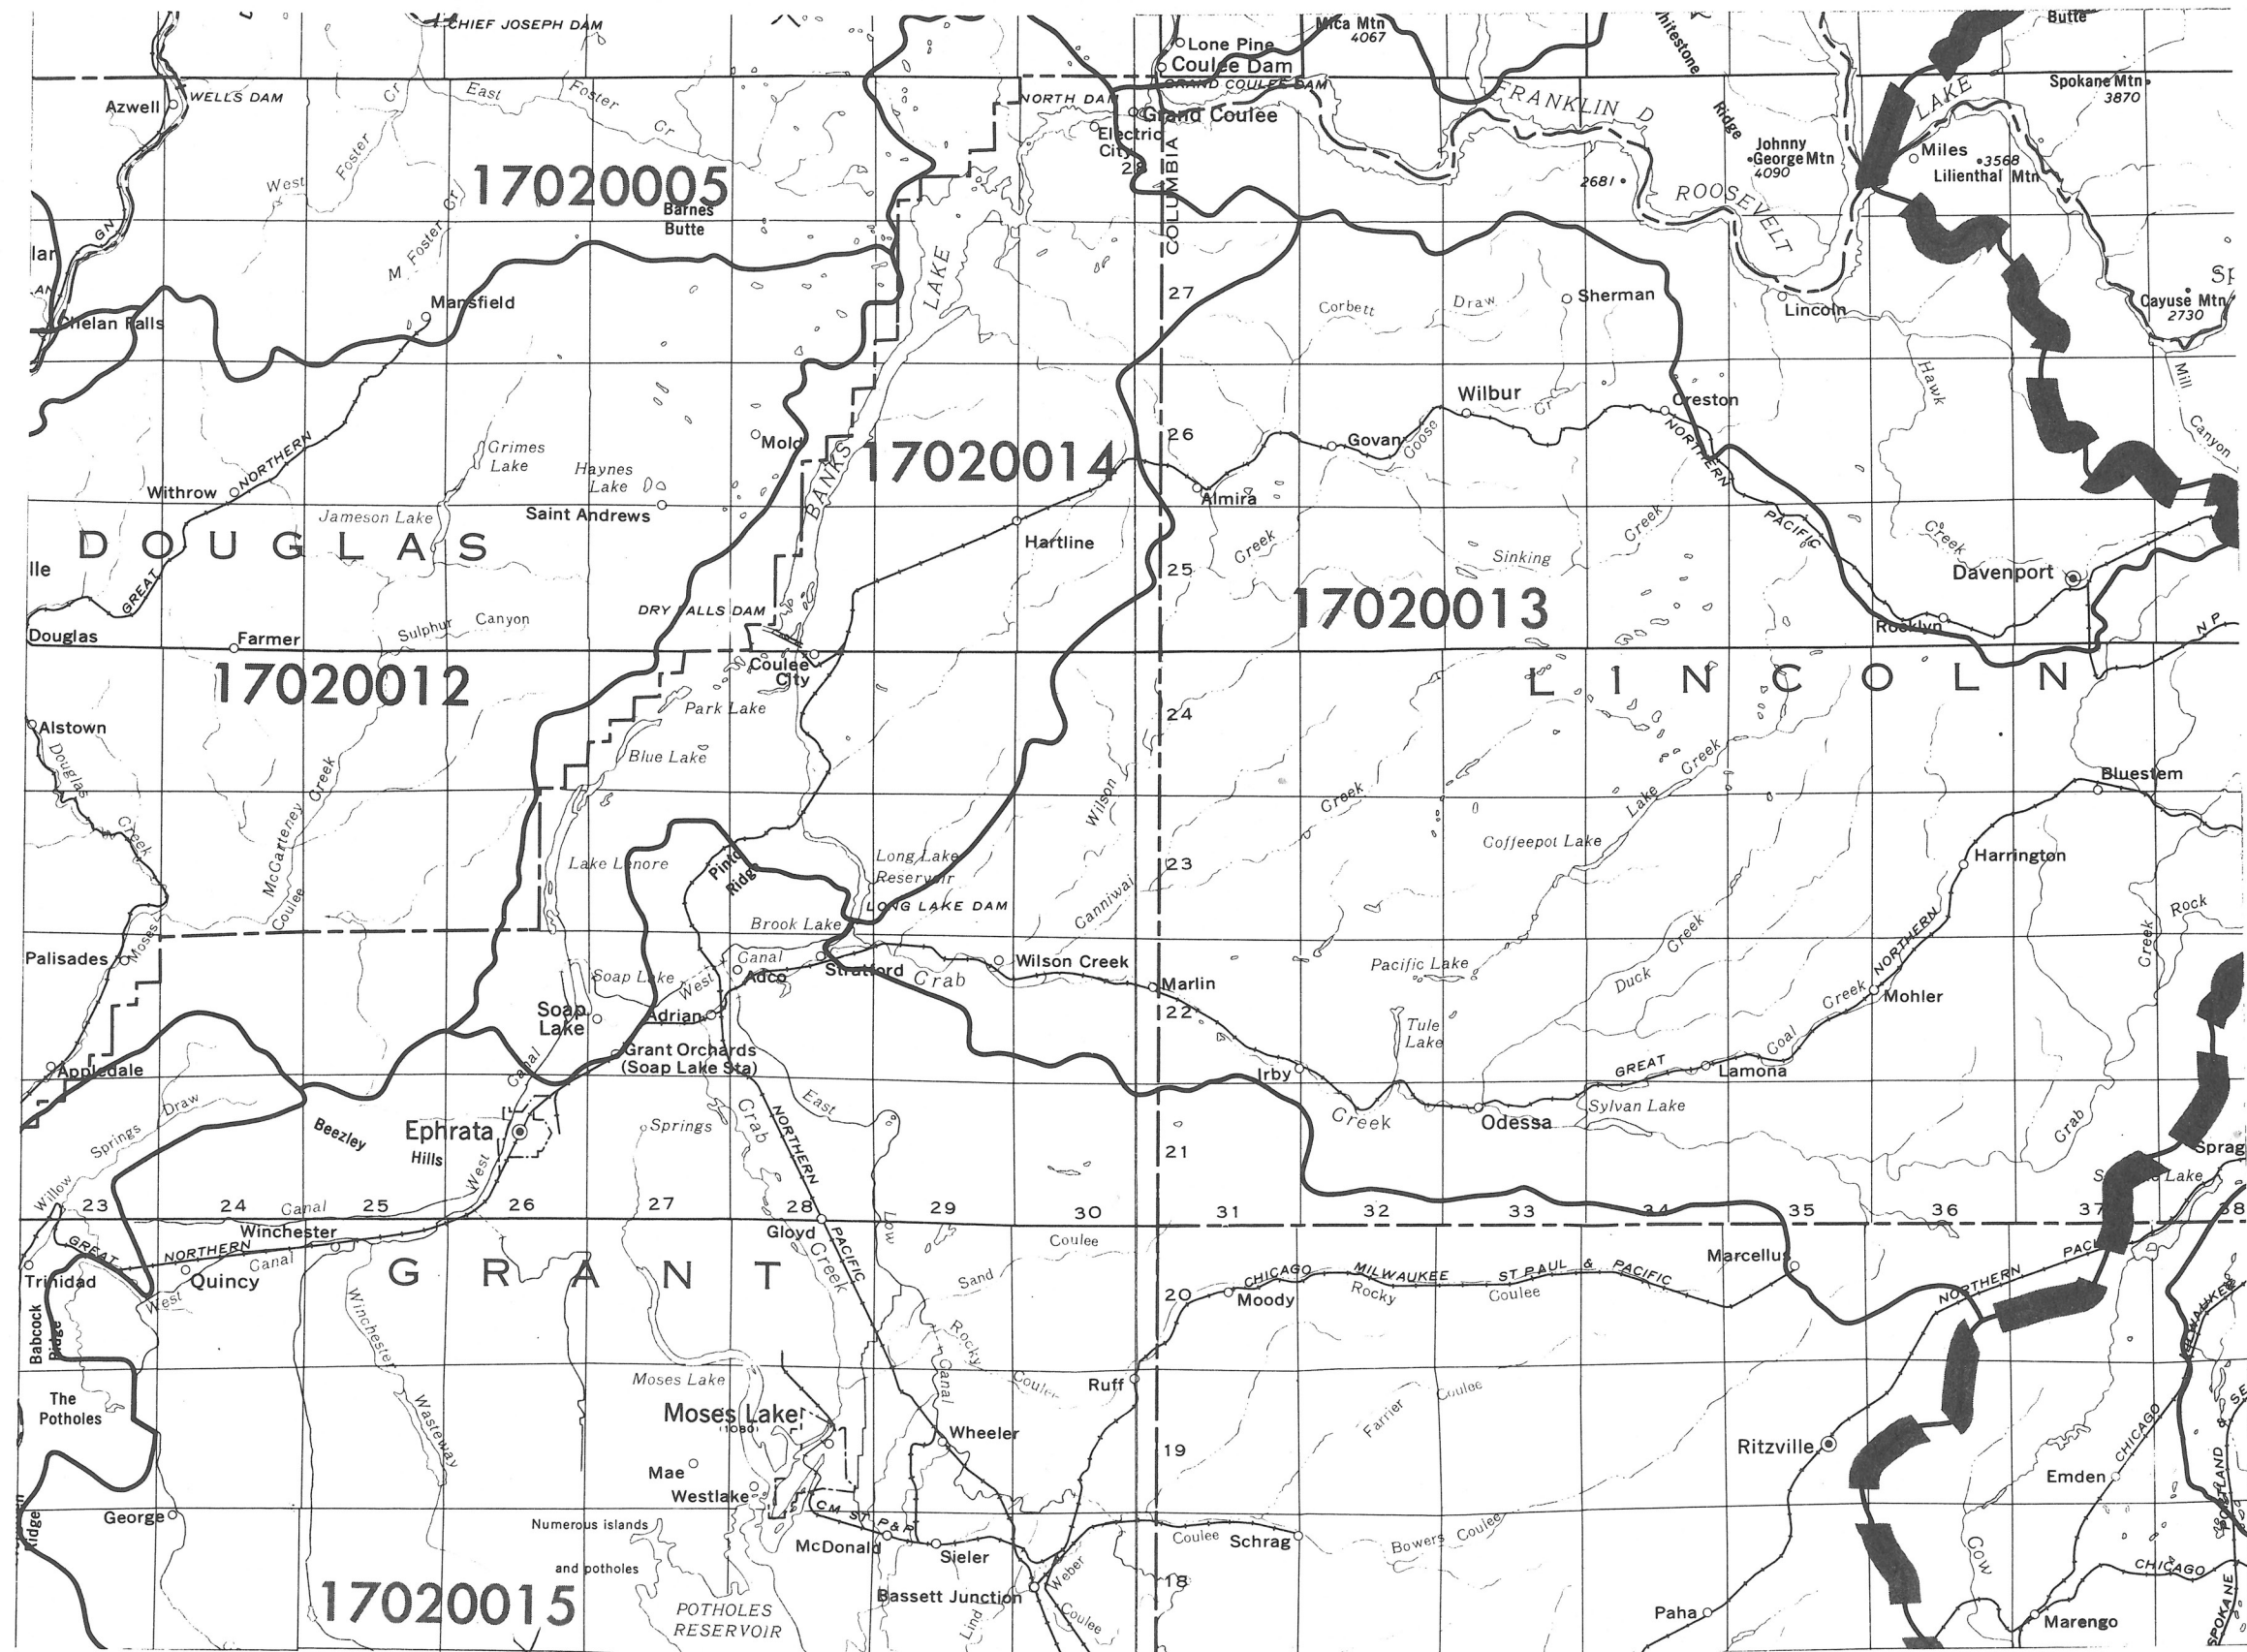 CHIEF JOSEPH DAM
Mica Mtn
4067
Whitestone
Ridge
Butte
Lone Pine
Coulee Dam
GRAND COULEE DAM
WELLS DAM
Azwell
East
Foster
Cr
NORTH DAM
Grand Coulee
Electric
City
28
FRANKLIN D
ROOSEVELT
LAKE
Spokane Mtn
3870
Johnny
George Mtn
4090
Miles
3568
Lilienthal Mtn
2681
West
Foster
Cr
17020005
Barnes
Butte
COLUMBIA
GN
M Foster Cr
Mansfield
Chelan Falls
LAKE
BANKS
27
Corbett
Draw
Sherman
Lincoln
Cayuse Mtn
2730
Hawk
Creek
Mill
Canyon
Wilbur
Creston
Cr
Goose
Govan
26
NORTHERN
PACIFIC
Mold
17020014
Grimes
Lake
Haynes
Lake
Withrow
NORTHERN
GREAT
Jameson Lake
Saint Andrews
Almira
DOUGLAS
lle
Hartline
Creek
Creek
Sinking
25
Davenport
DRY FALLS DAM
17020013
Douglas
Farmer
Sulphur Canyon
Rocklyn
N P
Coulee
City
17020012
LINCOLN
Park Lake
24
Alstown
Douglas
Creek
Blue Lake
McCarteney
Creek
Coulee
Wilson
Creek
Lake
Creek
Bluestem
Coffeepot Lake
Harrington
Lake Lenore
Pinto
Ridge
Long Lake
Reservoir
23
Canniwai
LONG LAKE DAM
Brook Lake
Rock
Creek
Duck
Creek
NORTHERN
Palisades
Moses
Canal
West
Adco
Stratford
Crab
Wilson Creek
Pacific Lake
Soap Lake
Marlin
Creek
Mohler
Soap
Lake
Adrian
22
Tule
Lake
Coal
Grant Orchards
(Soap Lake Sta)
Appledale
Canal
Irby
GREAT
Lamona
Draw
Springs
Willow
Beezley
Hills
Ephrata
West
Springs
Crab
NORTHERN
East
Creek
Odessa
Sylvan Lake
Crab
21
Sprag
Lake
23
24
Canal
25
26
27
28
29
30
31
32
33
34
35
36
37
38
Winchester
Gloyd
PACIFIC
Low
Coulee
GREAT
NORTHERN
Canal
Trinidad
Quincy
West
GRANT
Creek
Sand
CHICAGO MILWAUKEE ST PAUL & PACIFIC
Marcellus
NORTHERN
PAC
20
Moody
Rocky
Coulee
Babcock
Ridge
Winchester
Wasteway
Rocky
Coulee
Canal
Moses Lake
Ruff
Coulee
Farrier
The
Potholes
Moses Lake
(1080)
Wheeler
19
Ritzville
CHICAGO
Mae
Westlake
Emden
PORTLAND
George
Numerous islands
and potholes
C M ST P & P
McDonald
Sieler
Coulee
Schrag
Bowers Coulee
Cow
CHICAGO
17020015
Bassett Junction
Weber
Coulee
Lind
18
POTHOLES
RESERVOIR
Paha
Marengo
SPOKANE